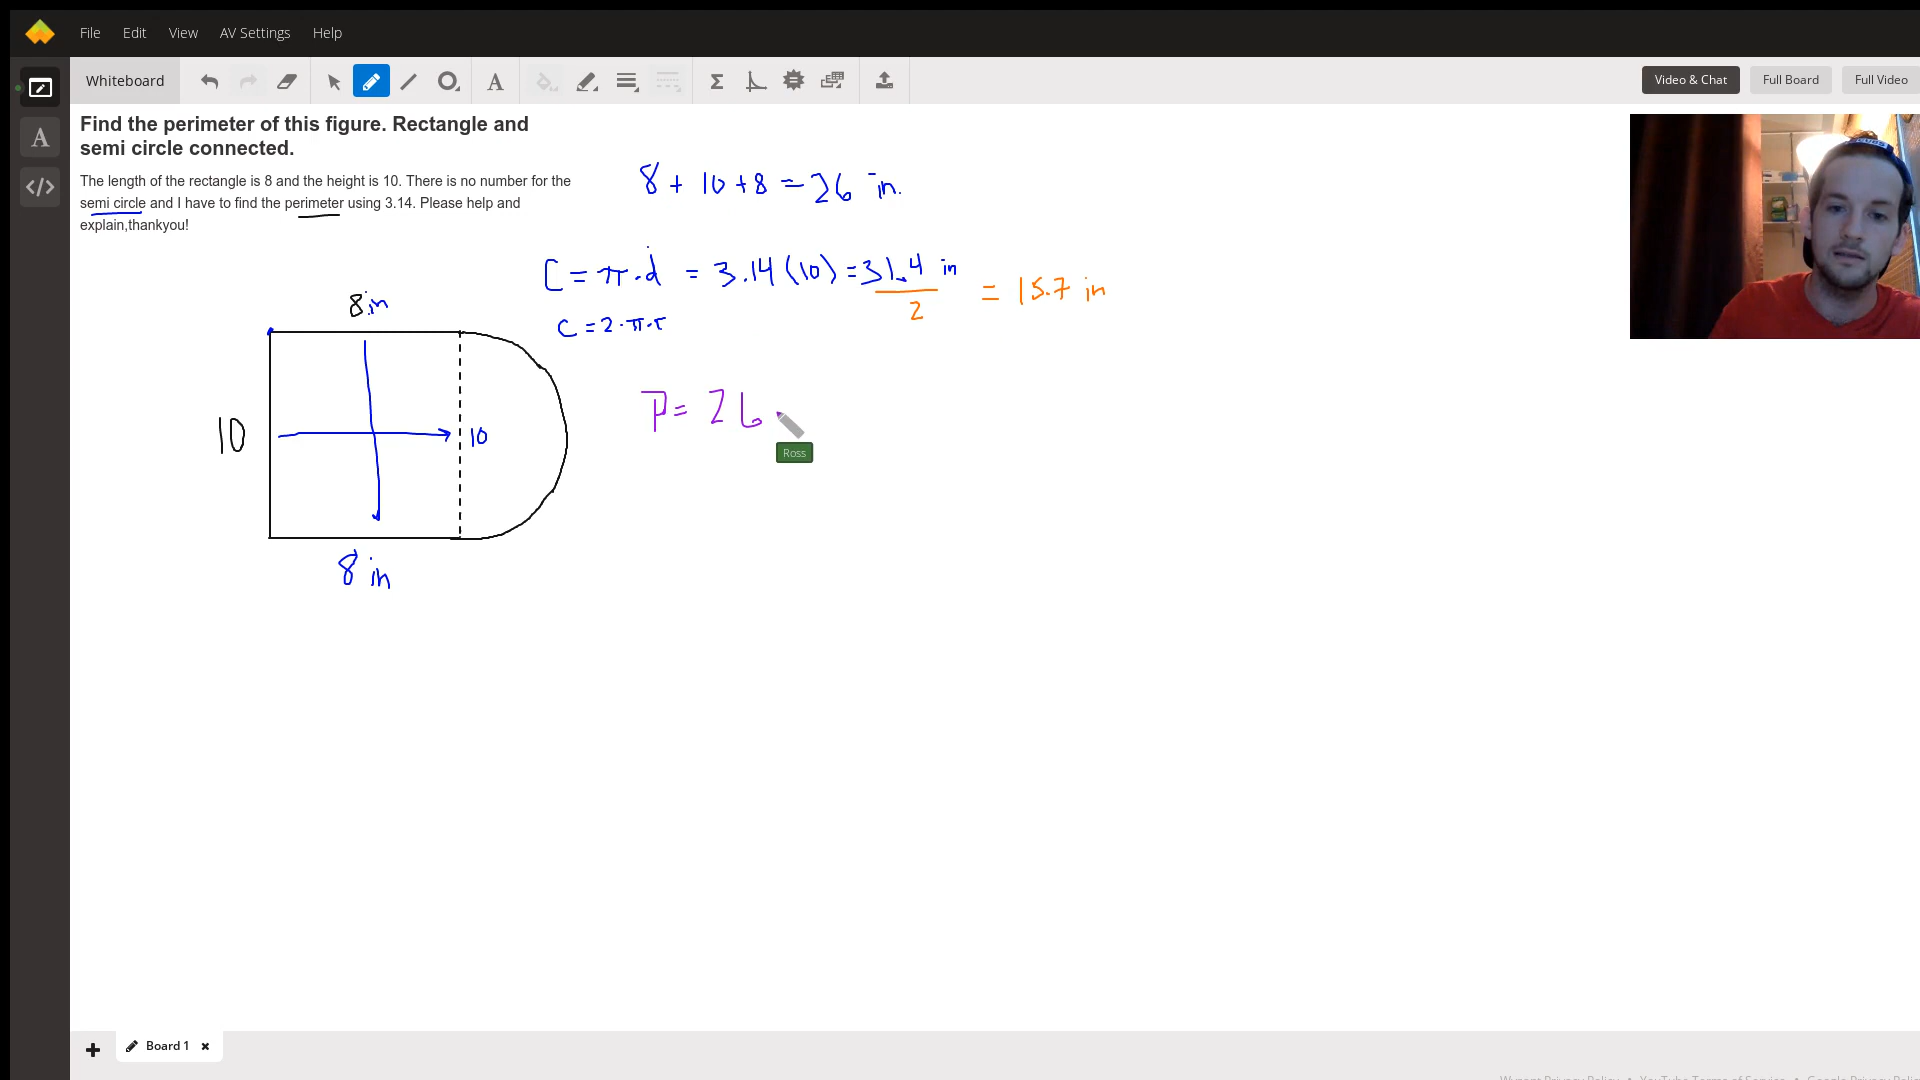 File Edit View AV Settings Help
Whiteboard
Video & Chat Full Board Full Video
Find the perimeter of this figure. Rectangle and
semi circle connected.
The length of the rectangle is 8 and the height is 10. There is no number for the
semi circle and I have to find the perimeter using 3.14. Please help and
explain,thankyou!
8 + 10 + 8 = 26 in.
C = π · d = 3.14 (10) = 31.4 in
2
= 15.7 in
C = 2 · π · r
8 in
10
10
8 in
P = 26
Ross
Board 1